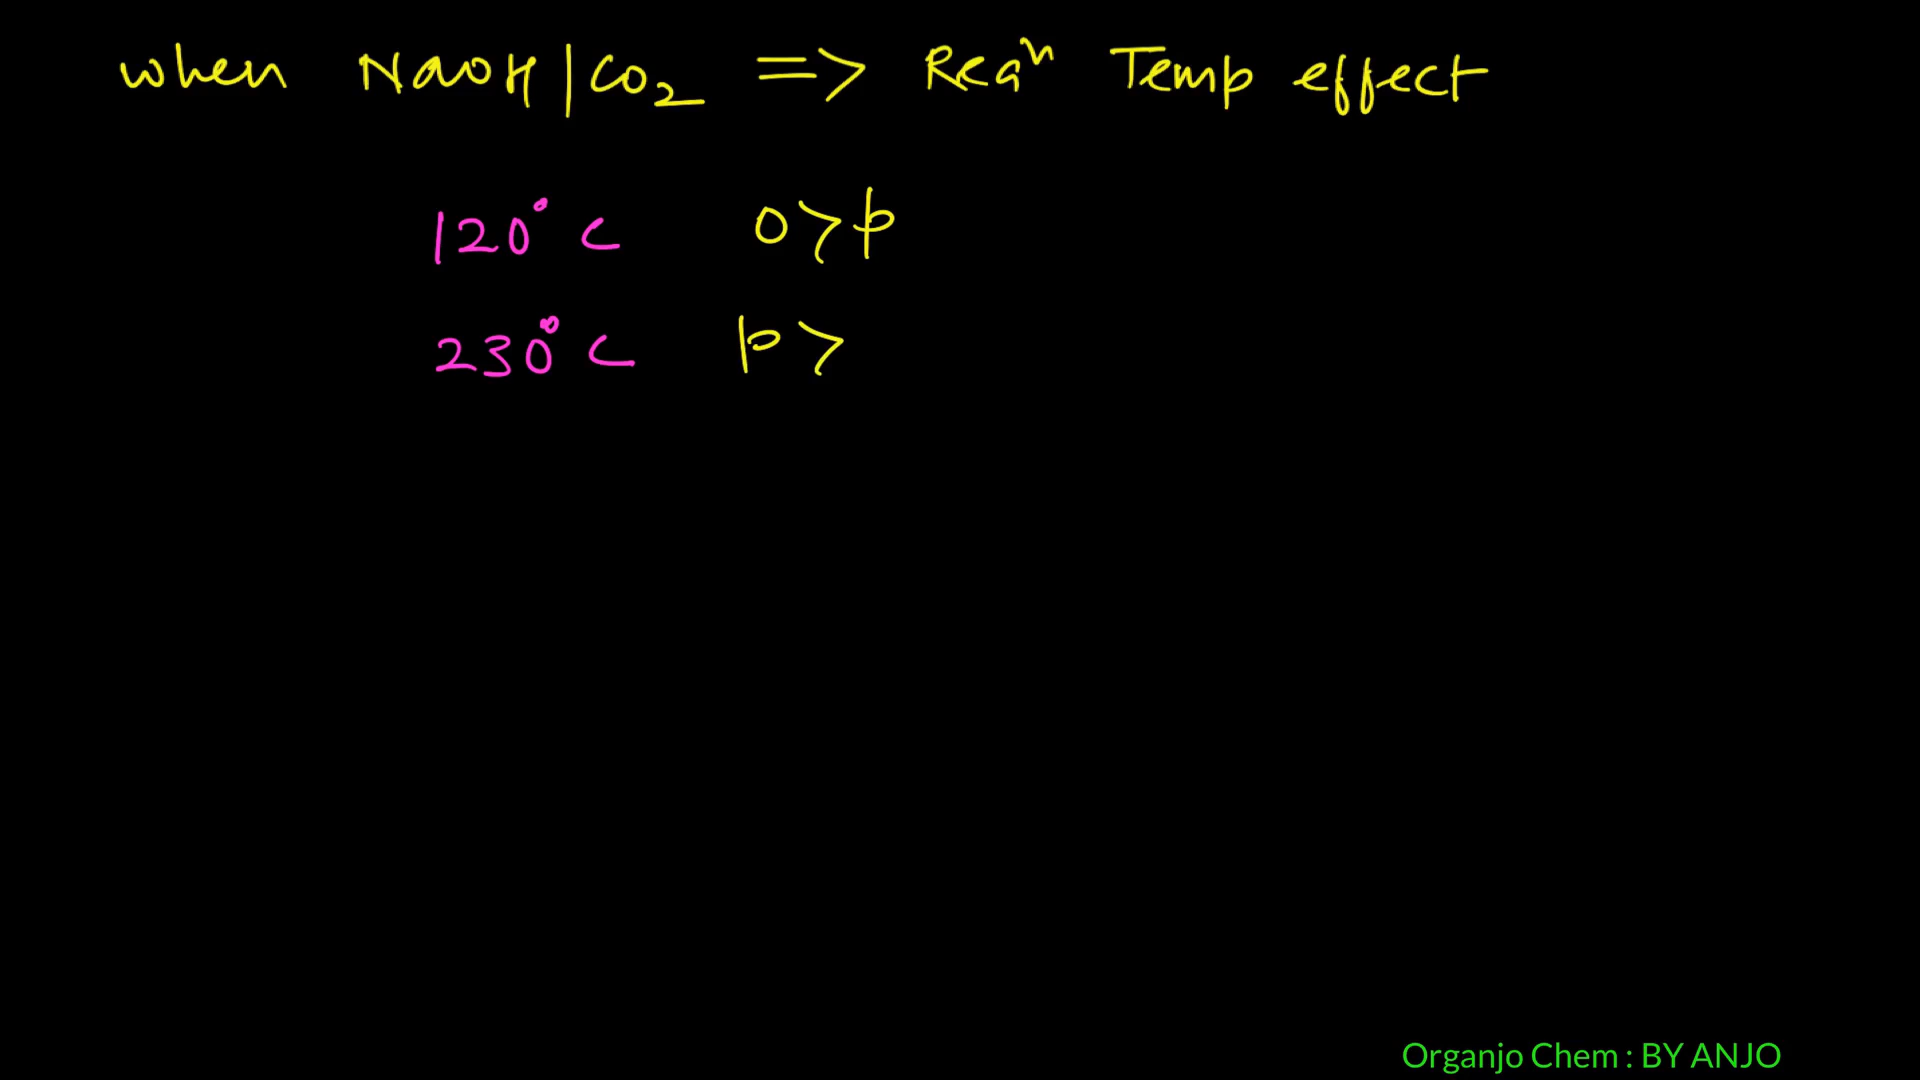 when NaOH|CO2 => Reaⁿ Temp effect
120°C o>p
230°C p>
Organjo Chem : BY ANJO